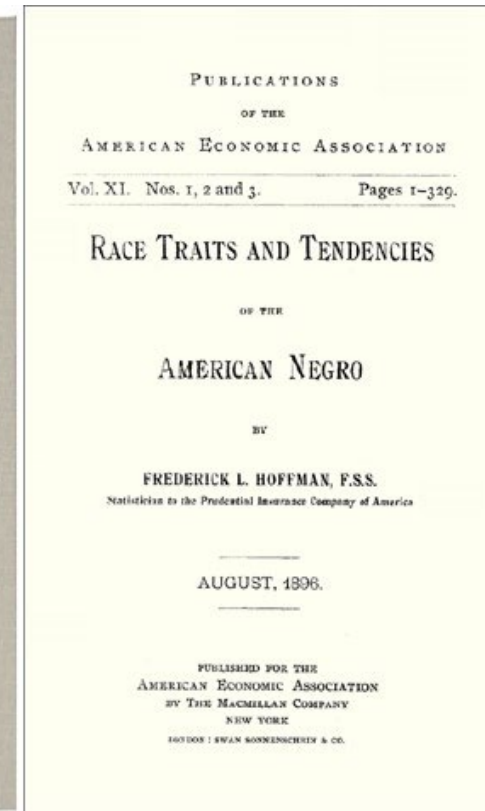 PUBLICATIONS
OF THE
AMERICAN ECONOMIC ASSOCIATION
Vol. XI. Nos. 1, 2 and 3. Pages 1–329.
RACE TRAITS AND TENDENCIES
OF THE
AMERICAN NEGRO
BY
FREDERICK L. HOFFMAN, F.S.S.
Statistician to the Prudential Insurance Company of America
AUGUST, 1896.
PUBLISHED FOR THE
AMERICAN ECONOMIC ASSOCIATION
BY THE MACMILLAN COMPANY
NEW YORK
LONDON : SWAN SONNENSCHEIN & CO.